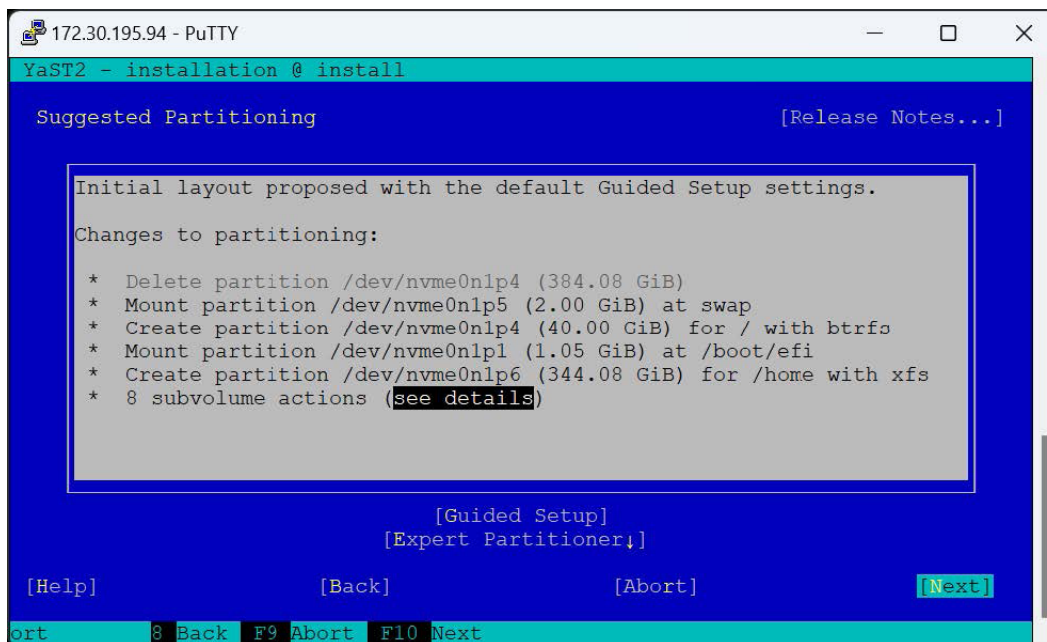 172.30.195.94 - PuTTY
YaST2 - installation @ install
Suggested Partitioning [Release Notes...]
Initial layout proposed with the default Guided Setup settings.
Changes to partitioning:
* Delete partition /dev/nvme0n1p4 (384.08 GiB)
* Mount partition /dev/nvme0n1p5 (2.00 GiB) at swap
* Create partition /dev/nvme0n1p4 (40.00 GiB) for / with btrfs
* Mount partition /dev/nvme0n1p1 (1.05 GiB) at /boot/efi
* Create partition /dev/nvme0n1p6 (344.08 GiB) for /home with xfs
* 8 subvolume actions (see details)
[Guided Setup]
[Expert Partitioner↓]
[Help] [Back] [Abort] [Next]
ort 8 Back F9 Abort F10 Next